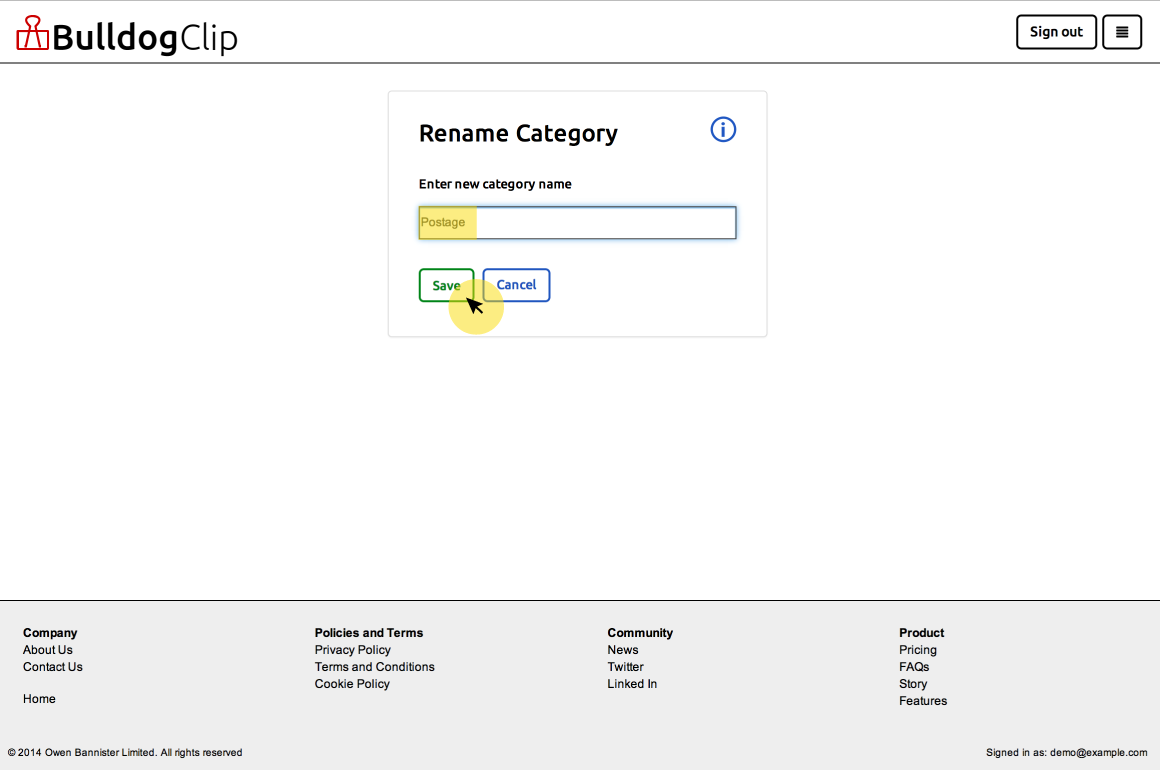 BulldogClip
Sign out
Rename Category
Enter new category name
Postage
Save
Cancel
Company
About Us
Contact Us
Home
Policies and Terms
Privacy Policy
Terms and Conditions
Cookie Policy
Community
News
Twitter
Linked In
Product
Pricing
FAQs
Story
Features
© 2014 Owen Bannister Limited. All rights reserved
Signed in as: demo@example.com